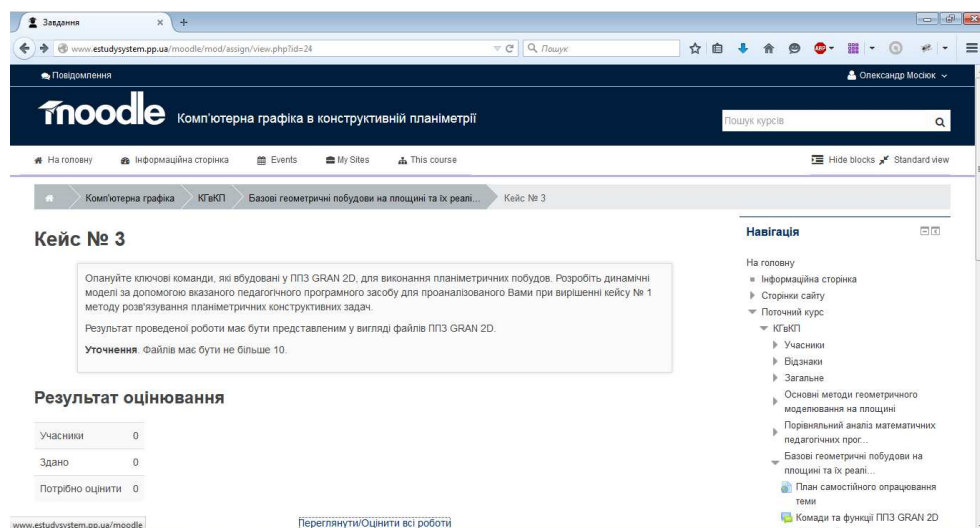 Завдання
www.estudysystem.pp.ua/moodle/mod/assign/view.php?id=24
Пошук
ABP
Повідомлення
Олександр Мосіюк
moodle Комп'ютерна графіка в конструктивній планіметрії
Пошук курсів
На головну Інформаційна сторінка Events My Sites This course
Hide blocks Standard view
Комп'ютерна графіка КГвКП Базові геометричні побудови на площині та їх реалі... Кейс № 3
Кейс № 3
Опануйте ключові команди, які вбудовані у ППЗ GRAN 2D, для виконання планіметричних побудов. Розробіть динамічні
моделі за допомогою вказаного педагогічного програмного засобу для проаналізованого Вами при вирішенні кейсу № 1
методу розв'язування планіметричних конструктивних задач.
Результат проведеної роботи має бути представленим у вигляді файлів ППЗ GRAN 2D.
Уточнення. Файлів має бути не більше 10.
Результат оцінювання
Учасники 0
Здано 0
Потрібно оцінити 0
Переглянути/Оцінити всі роботи
www.estudysystem.pp.ua/moodle
Навігація
На головну
Інформаційна сторінка
Сторінки сайту
Поточний курс
КГвКП
Учасники
Відзнаки
Загальне
Основні методи геометричного
моделювання на площині
Порівняльний аналіз математичних
педагогічних прог...
Базові геометричні побудови на
площині та їх реалі...
План самостійного опрацювання
теми
Комади та функції ППЗ GRAN 2D